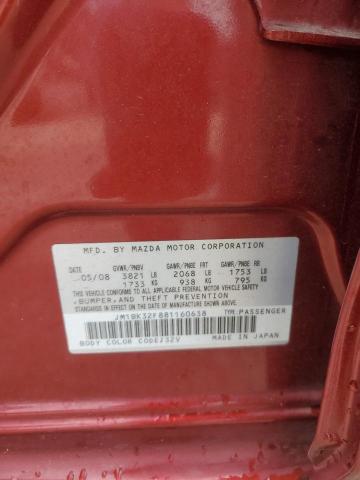 MFD. BY MAZDA MOTOR CORPORATION
DATE GVWR/PNBV GAWR/PNBE FRT GAWR/PNBE RR
05/08 3821 LB 2068 LB 1753 LB
1733 KG 938 KG 795 KG
THIS VEHICLE CONFORMS TO ALL APPLICABLE FEDERAL MOTOR VEHICLE SAFETY
BUMPER, AND THEFT PREVENTION
STANDARDS IN EFFECT ON THE DATE OF MANUFACTURE SHOWN ABOVE.
JM1BK32F881160638 TYPE:PASSENGER
BODY COLOR CODE:32V MADE IN JAPAN